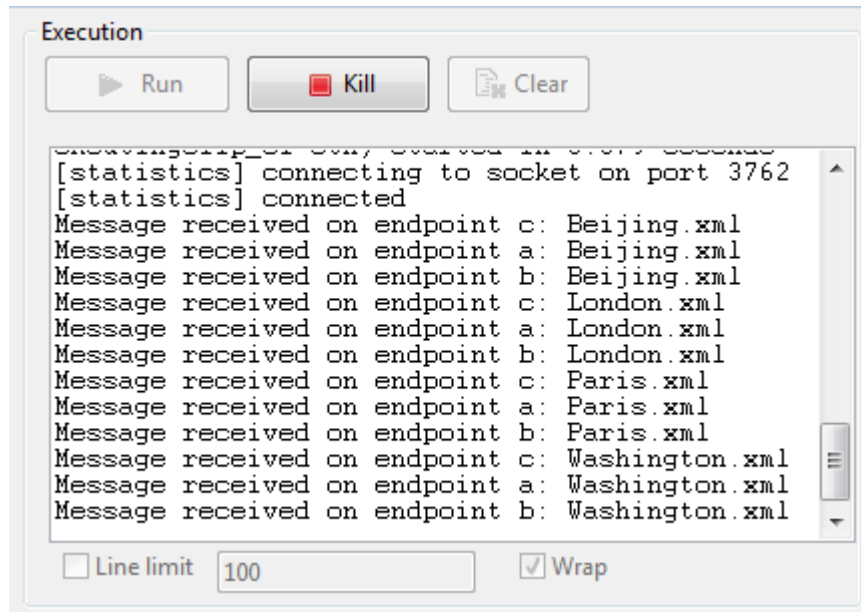 Execution
Run Kill Clear
started in seconds
[statistics] connecting to socket on port 3762
[statistics] connected
Message received on endpoint c: Beijing.xml
Message received on endpoint a: Beijing.xml
Message received on endpoint b: Beijing.xml
Message received on endpoint c: London.xml
Message received on endpoint a: London.xml
Message received on endpoint b: London.xml
Message received on endpoint c: Paris.xml
Message received on endpoint a: Paris.xml
Message received on endpoint b: Paris.xml
Message received on endpoint c: Washington.xml
Message received on endpoint a: Washington.xml
Message received on endpoint b: Washington.xml
Line limit 100 Wrap